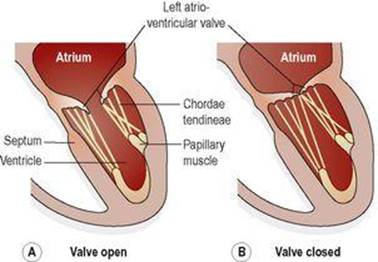 Left atrio-
ventricular valve
Atrium
Atrium
Chordae
tendineae
Septum
Papillary
muscle
Ventricle
A Valve open
B Valve closed